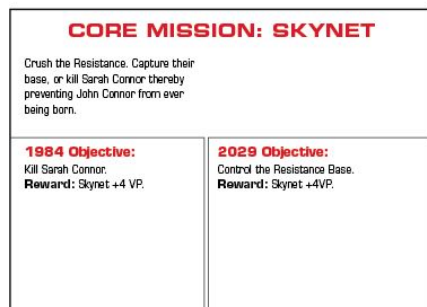 CORE MISSION: SKYNET
Crush the Resistance. Capture their
base, or kill Sarah Connor thereby
preventing John Connor from ever
being born.
1984 Objective:
Kill Sarah Connor.
Reward: Skynet +4 VP.
2029 Objective:
Control the Resistance Base.
Reward: Skynet +4VP.